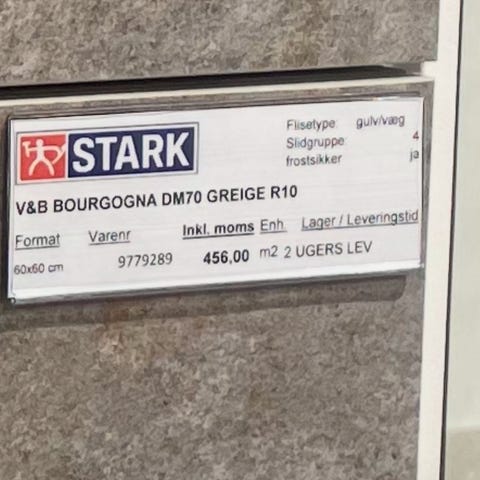 STARK
Flisetype: gulv/væg
Slidgruppe: 4
frostsikker ja
V&B BOURGOGNA DM70 GREIGE R10
Format Varenr Inkl. moms Enh. Lager / Leveringstid
60x60 cm 9779289 456,00 m2 2 UGERS LEV